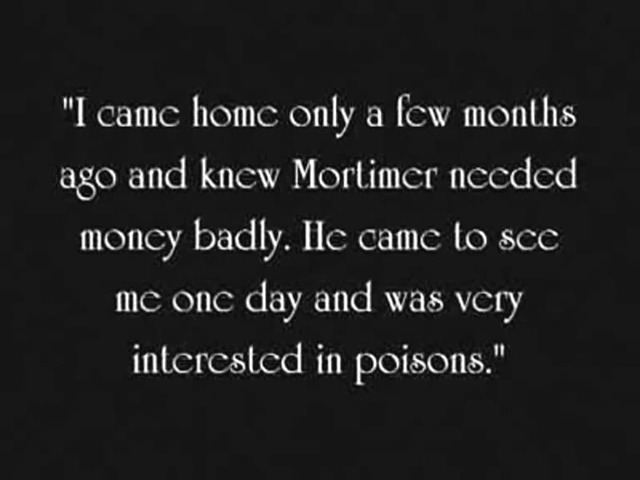 "I came home only a few months
ago and knew Mortimer needed
money badly. He came to see
me one day and was very
interested in poisons."